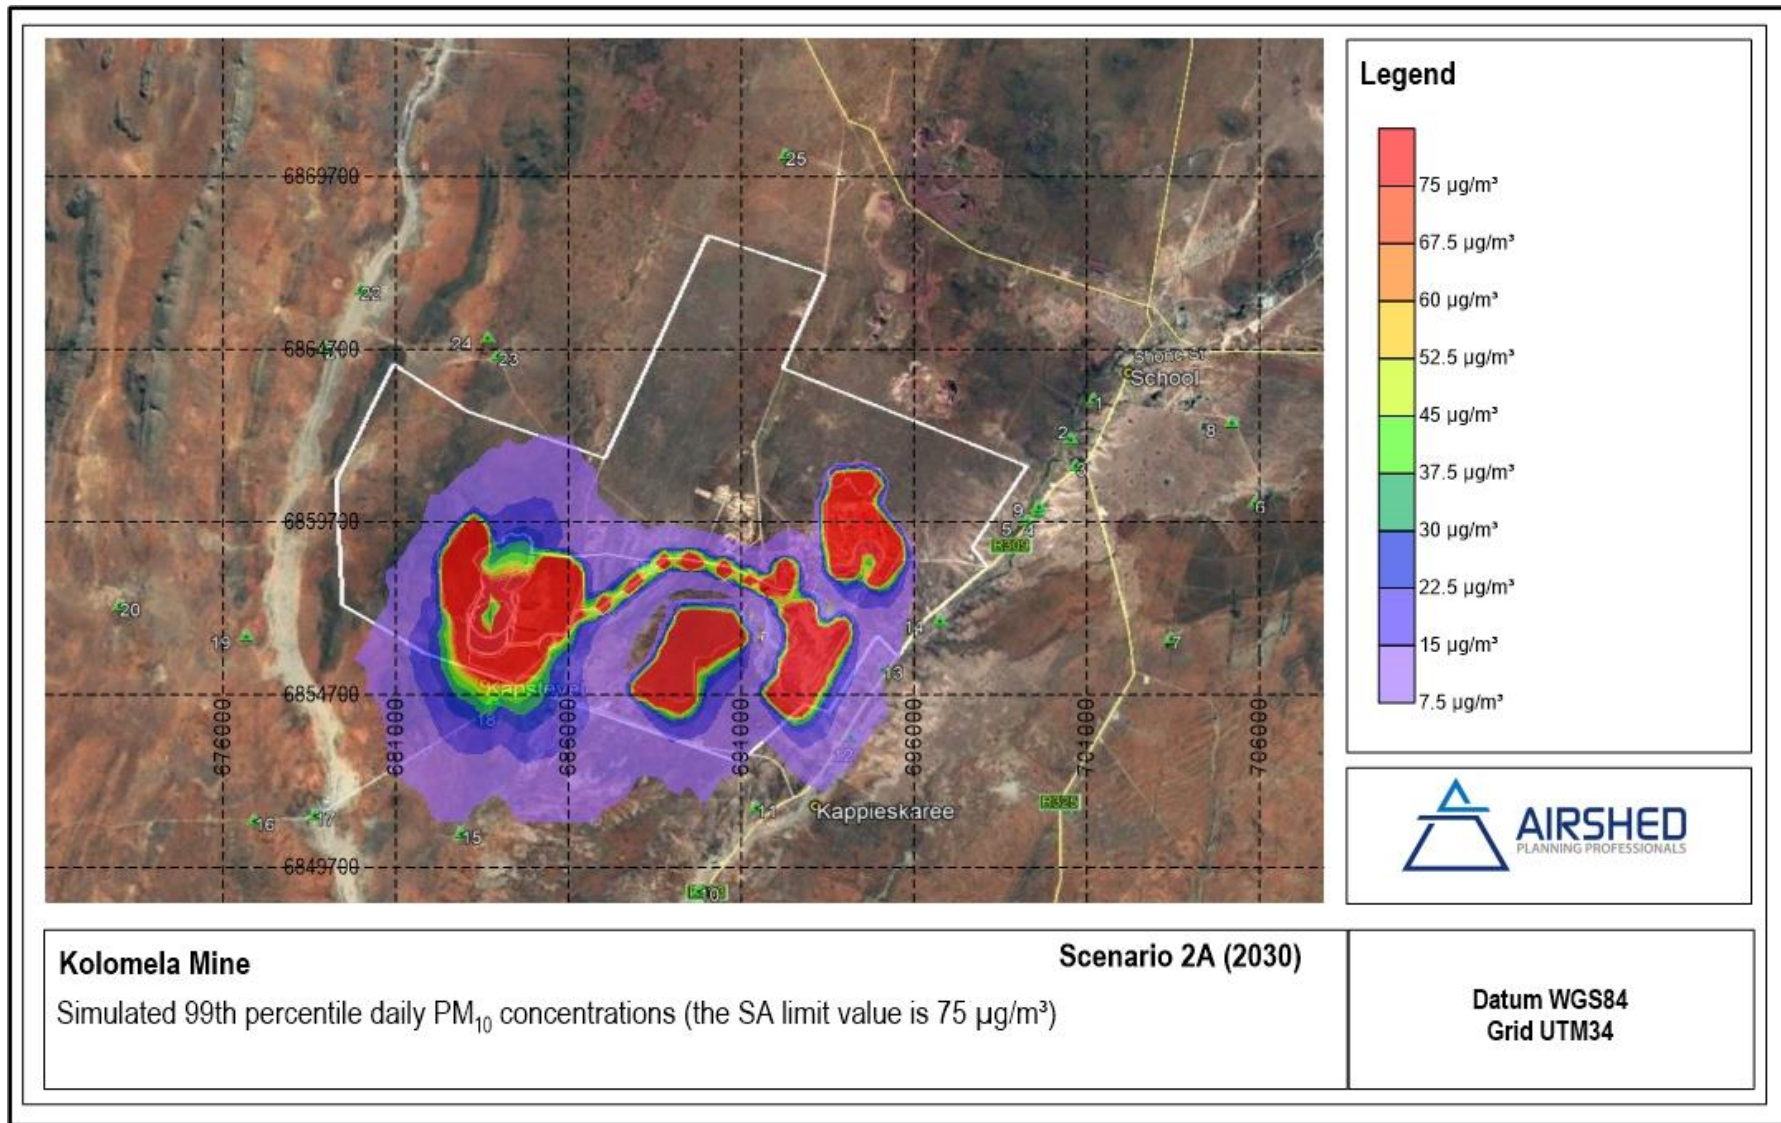 Legend
75 µg/m³
67.5 µg/m³
60 µg/m³
52.5 µg/m³
45 µg/m³
37.5 µg/m³
30 µg/m³
22.5 µg/m³
15 µg/m³
7.5 µg/m³
25
6869700
22
24
6864700
23
Shone St
School
1
2
8
3
6859700
9
6
5
4
R309
20
19
14
7
13
6854700
18
676000
681000
686000
691000
696000
701000
706000
12
R325
11
Kappieskaree
16
17
15
6849700
10
AIRSHED
PLANNING PROFESSIONALS
Kolomela Mine
Scenario 2A (2030)
Simulated 99th percentile daily PM₁₀ concentrations (the SA limit value is 75 µg/m³)
Datum WGS84
Grid UTM34